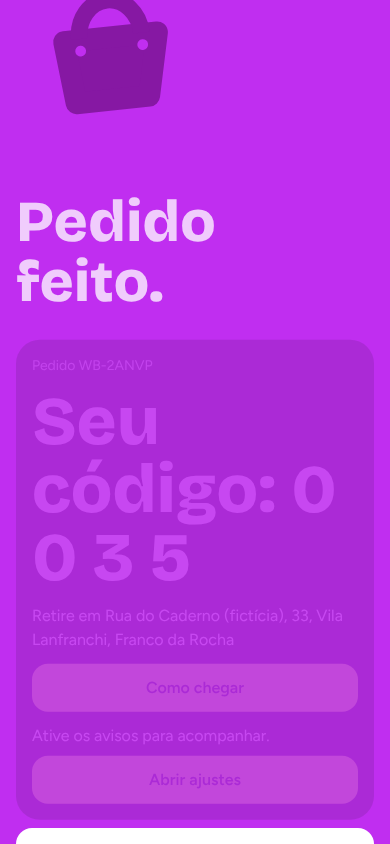 Pedido
feito.
Pedido WB-2ANVP
Seu
código: 0
0 3 5
Retire em Rua do Caderno (fictícia), 33, Vila
Lanfranchi, Franco da Rocha
Como chegar
Ative os avisos para acompanhar.
Abrir ajustes